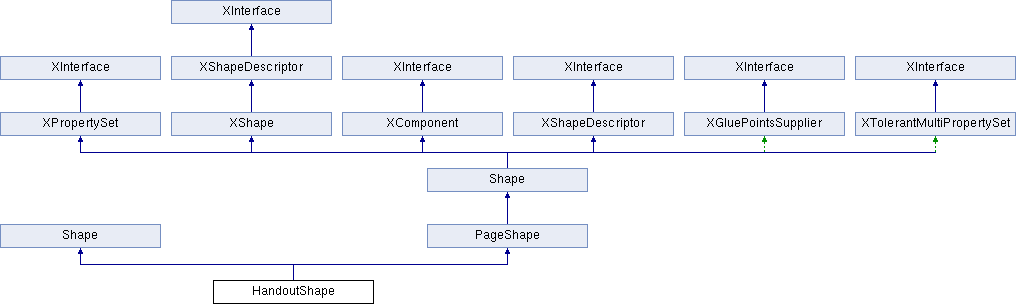 XInterface
XInterface
XShapeDescriptor
XInterface
XInterface
XInterface
XInterface
XPropertySet
XShape
XComponent
XShapeDescriptor
XGluePointsSupplier
XTolerantMultiPropertySet
Shape
Shape
PageShape
HandoutShape